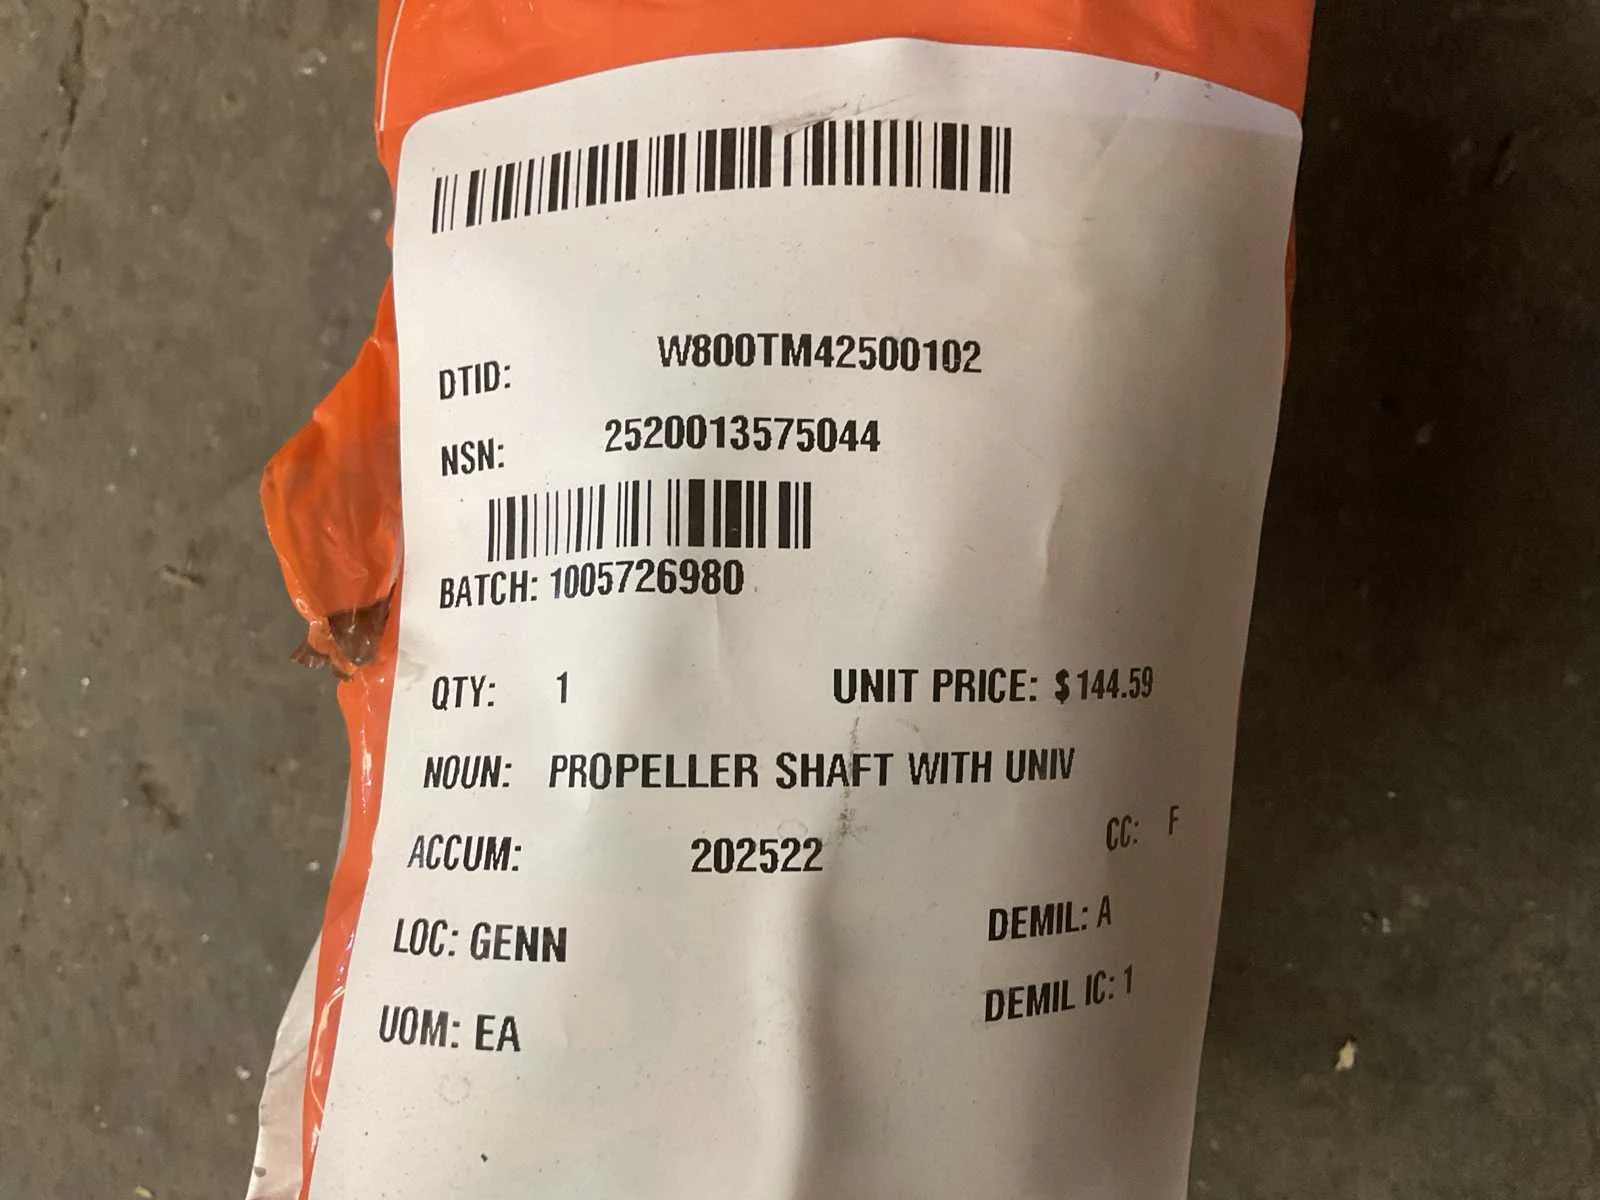 DTID: W800TM42500102
NSN: 2520013575044
BATCH: 1005726980
QTY: 1 UNIT PRICE: $ 144.59
NOUN: PROPELLER SHAFT WITH UNIV
ACCUM: 202522 CC: F
LOC: GENN DEMIL: A
UOM: EA DEMIL IC: 1